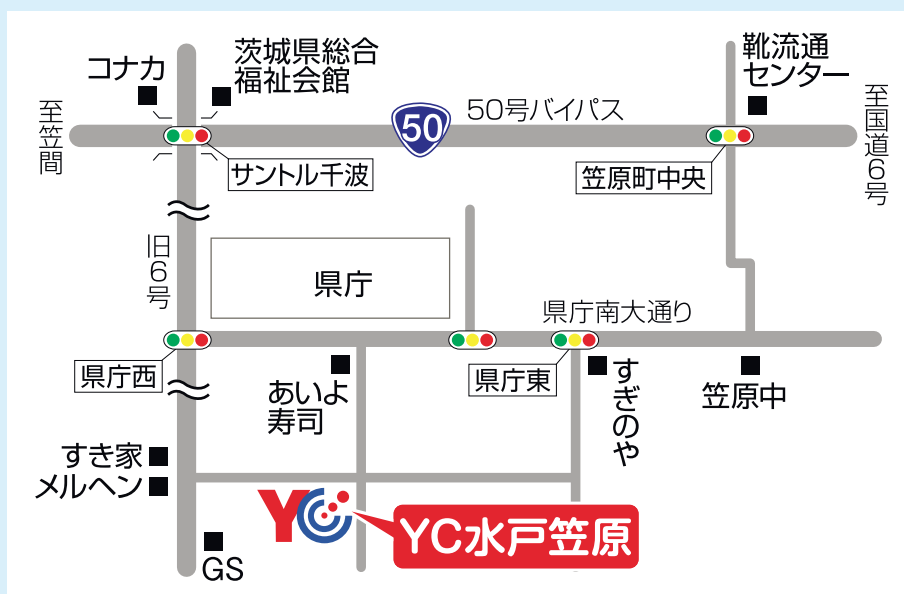 コナカ
茨城県総合
福祉会館
靴流通
センター
至笠間
50
50号バイパス
至国道6号
サントル千波
笠原町中央
旧6号
県庁
県庁南大通り
県庁西
県庁東
あいよ
寿司
すぎのや
笠原中
すき家
メルヘン
YC
YC水戸笠原
GS